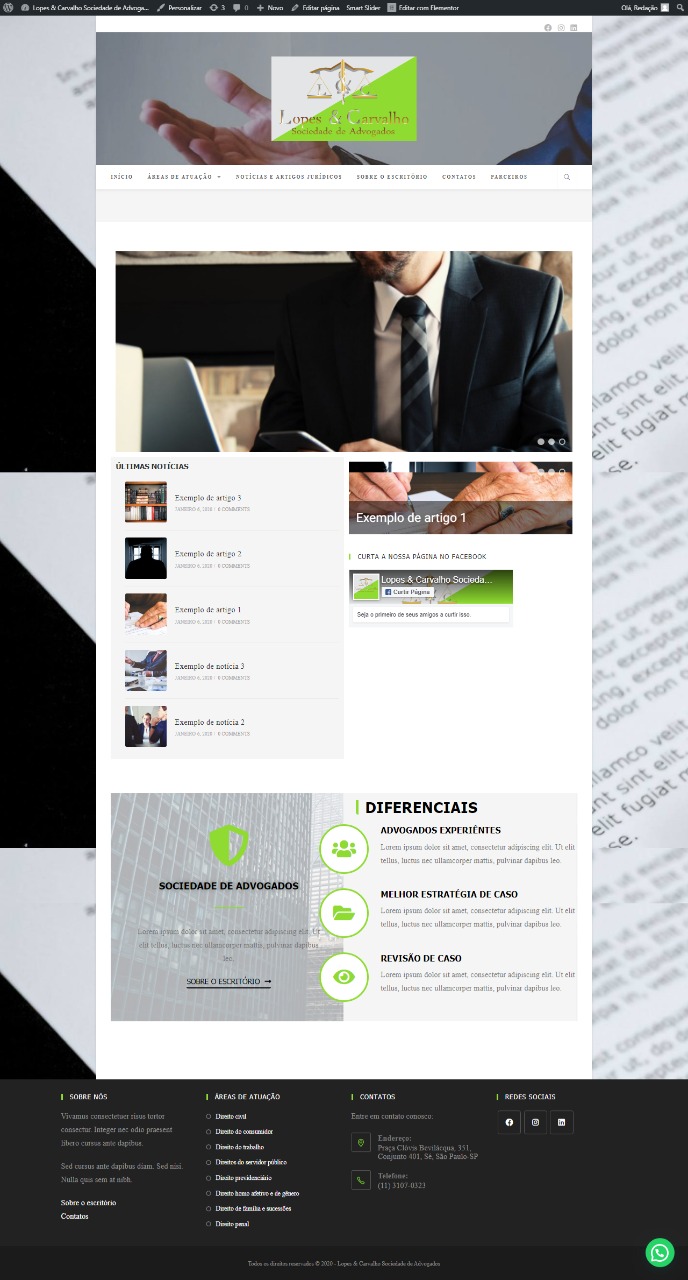 Lopes & Carvalho Sociedade de Advoga... Personalizar 3 0 Novo Editar página Smart Slider Editar com Elementor Olá, Redação
L & C
Lopes & Carvalho
Sociedade de Advogados
INÍCIO ÁREAS DE ATUAÇÃO NOTÍCIAS E ARTIGOS JURÍDICOS SOBRE O ESCRITÓRIO CONTATOS PARCEIROS
ÚLTIMAS NOTÍCIAS
Exemplo de artigo 3
JANEIRO 6, 2020 / 0 COMMENTS
Exemplo de artigo 2
JANEIRO 6, 2020 / 0 COMMENTS
Exemplo de artigo 1
JANEIRO 6, 2020 / 0 COMMENTS
Exemplo de notícia 3
JANEIRO 6, 2020 / 0 COMMENTS
Exemplo de notícia 2
JANEIRO 6, 2020 / 0 COMMENTS
Exemplo de artigo 1
CURTA A NOSSA PÁGINA NO FACEBOOK
Lopes & Carvalho Socieda...
Curtir Página
Seja o primeiro de seus amigos a curtir isso.
SOCIEDADE DE ADVOGADOS
Lorem ipsum dolor sit amet, consectetur adipiscing elit. Ut
elit tellus, luctus nec ullamcorper mattis, pulvinar dapibus
leo.
SOBRE O ESCRITÓRIO
DIFERENCIAIS
ADVOGADOS EXPERIÊNTES
Lorem ipsum dolor sit amet, consectetur adipiscing elit. Ut elit
tellus, luctus nec ullamcorper mattis, pulvinar dapibus leo.
MELHOR ESTRATÉGIA DE CASO
Lorem ipsum dolor sit amet, consectetur adipiscing elit. Ut elit
tellus, luctus nec ullamcorper mattis, pulvinar dapibus leo.
REVISÃO DE CASO
Lorem ipsum dolor sit amet, consectetur adipiscing elit. Ut elit
tellus, luctus nec ullamcorper mattis, pulvinar dapibus leo.
SOBRE NÓS
Vivamus consectetuer risus tortor
consectur. Integer nec odio praesent
libero cursus ante dapibus.
Sed cursus ante dapibus diam. Sed nisi.
Nulla quis sem at nibh.
Sobre o escritório
Contatos
ÁREAS DE ATUAÇÃO
Direito civil
Direito do consumidor
Direito do trabalho
Direitos do servidor público
Direito previdenciário
Direito homo afetivo e de gênero
Direito de família e sucessões
Direito penal
CONTATOS
Entre em contato conosco:
Endereço:
Praça Clóvis Bevilácqua, 351,
Conjunto 401, Sé, São Paulo-SP
Telefone:
(11) 3107-0323
REDES SOCIAIS
Todos os direitos reservados © 2020 - Lopes & Carvalho Sociedade de Advogados